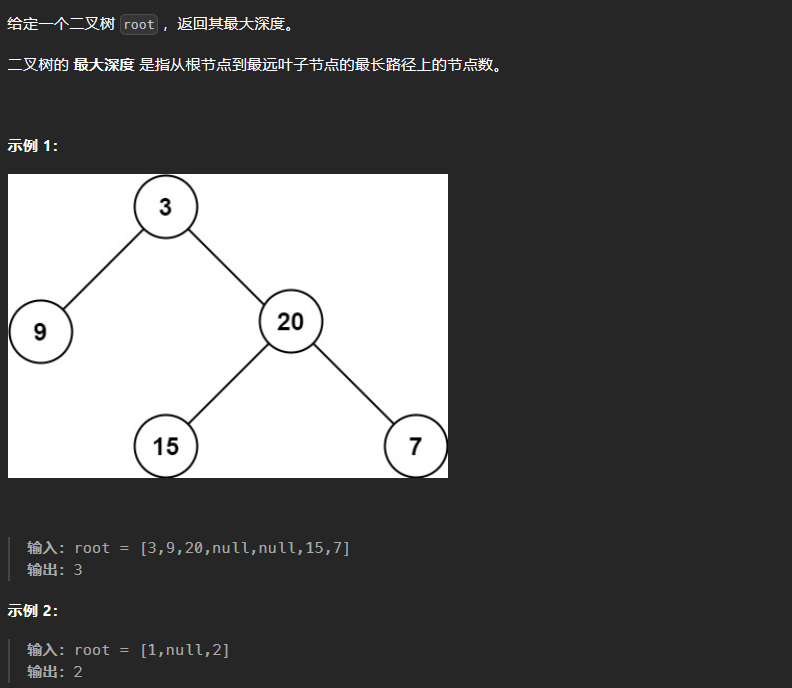 给定一个二叉树 root ，返回其最大深度。
二叉树的 最大深度 是指从根节点到最远叶子节点的最长路径上的节点数。
示例 1：
3
9
20
15
7
输入：root = [3,9,20,null,null,15,7]
输出：3
示例 2：
输入：root = [1,null,2]
输出：2